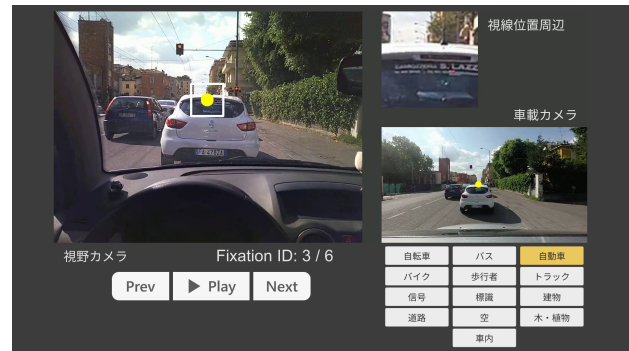 視線位置周辺
S. LAZZ
車載カメラ
視野カメラ
Fixation ID: 3 / 6
Prev
Play
Next
自転車 バス 自動車
バイク 歩行者 トラック
信号 標識 建物
道路 空 木・植物
車内